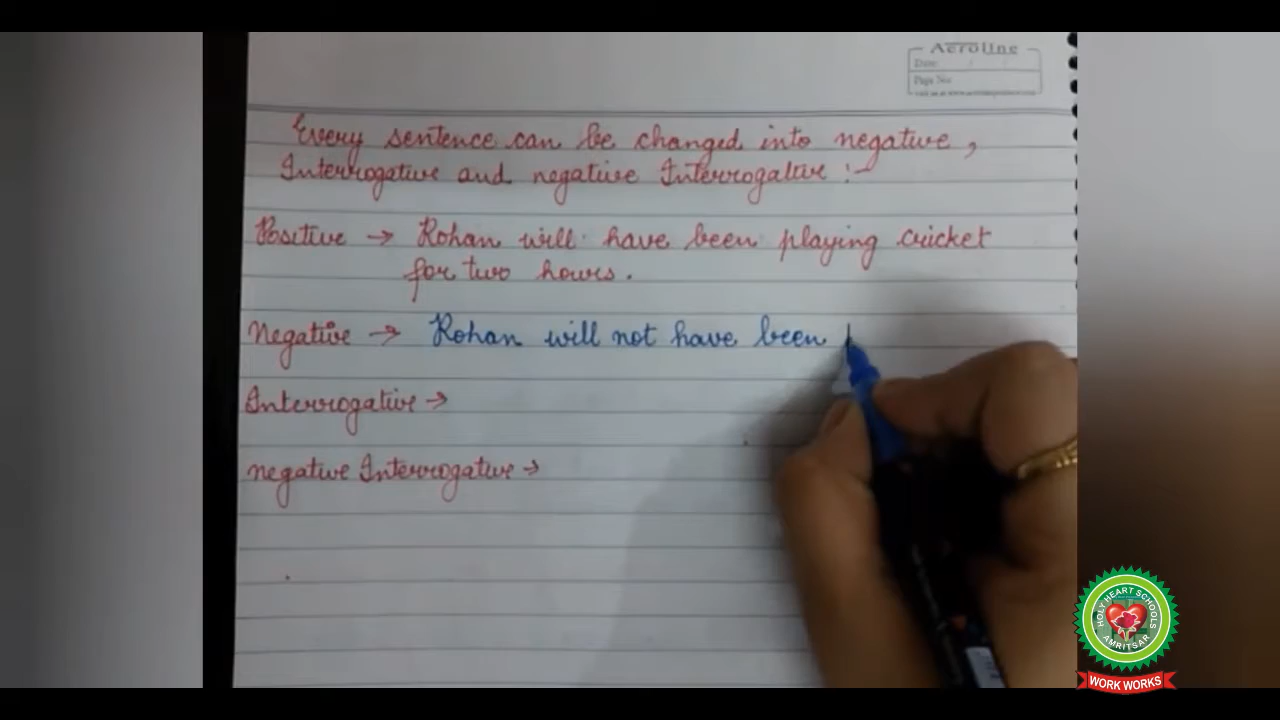 Acroline
Date:
Page No:
Every sentence can be changed into negative,
Interrogative and negative Interrogative :-
Positive → Rohan will have been playing cricket
for two hours.
Negative → Rohan will not have been
Interrogative →
negative Interrogative →
HOLY HEART SCHOOLS
AMRITSAR
WORK WORKS